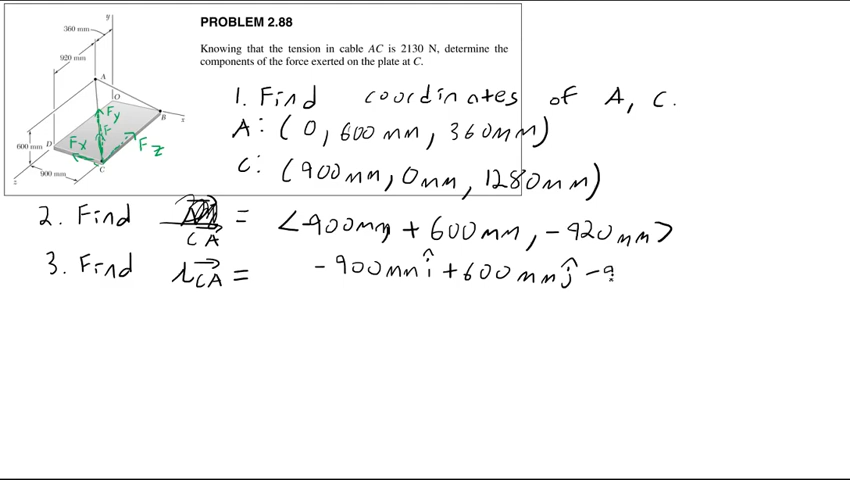 PROBLEM 2.88
Knowing that the tension in cable AC is 2130 N, determine the
components of the force exerted on the plate at C.
y
360 mm
920 mm
A
O
B
x
600 mm
D
z
900 mm
C
Fy
F
Fx
Fz
1. Find coordinates of A, C.
A: (0, 600 mm, 360 mm)
C: (900 mm, 0 mm, 1280 mm)
2. Find CA = <-900 mm + 600 mm, -920 mm>
3. Find λCA = -900 mm î + 600 mm ĵ - 9